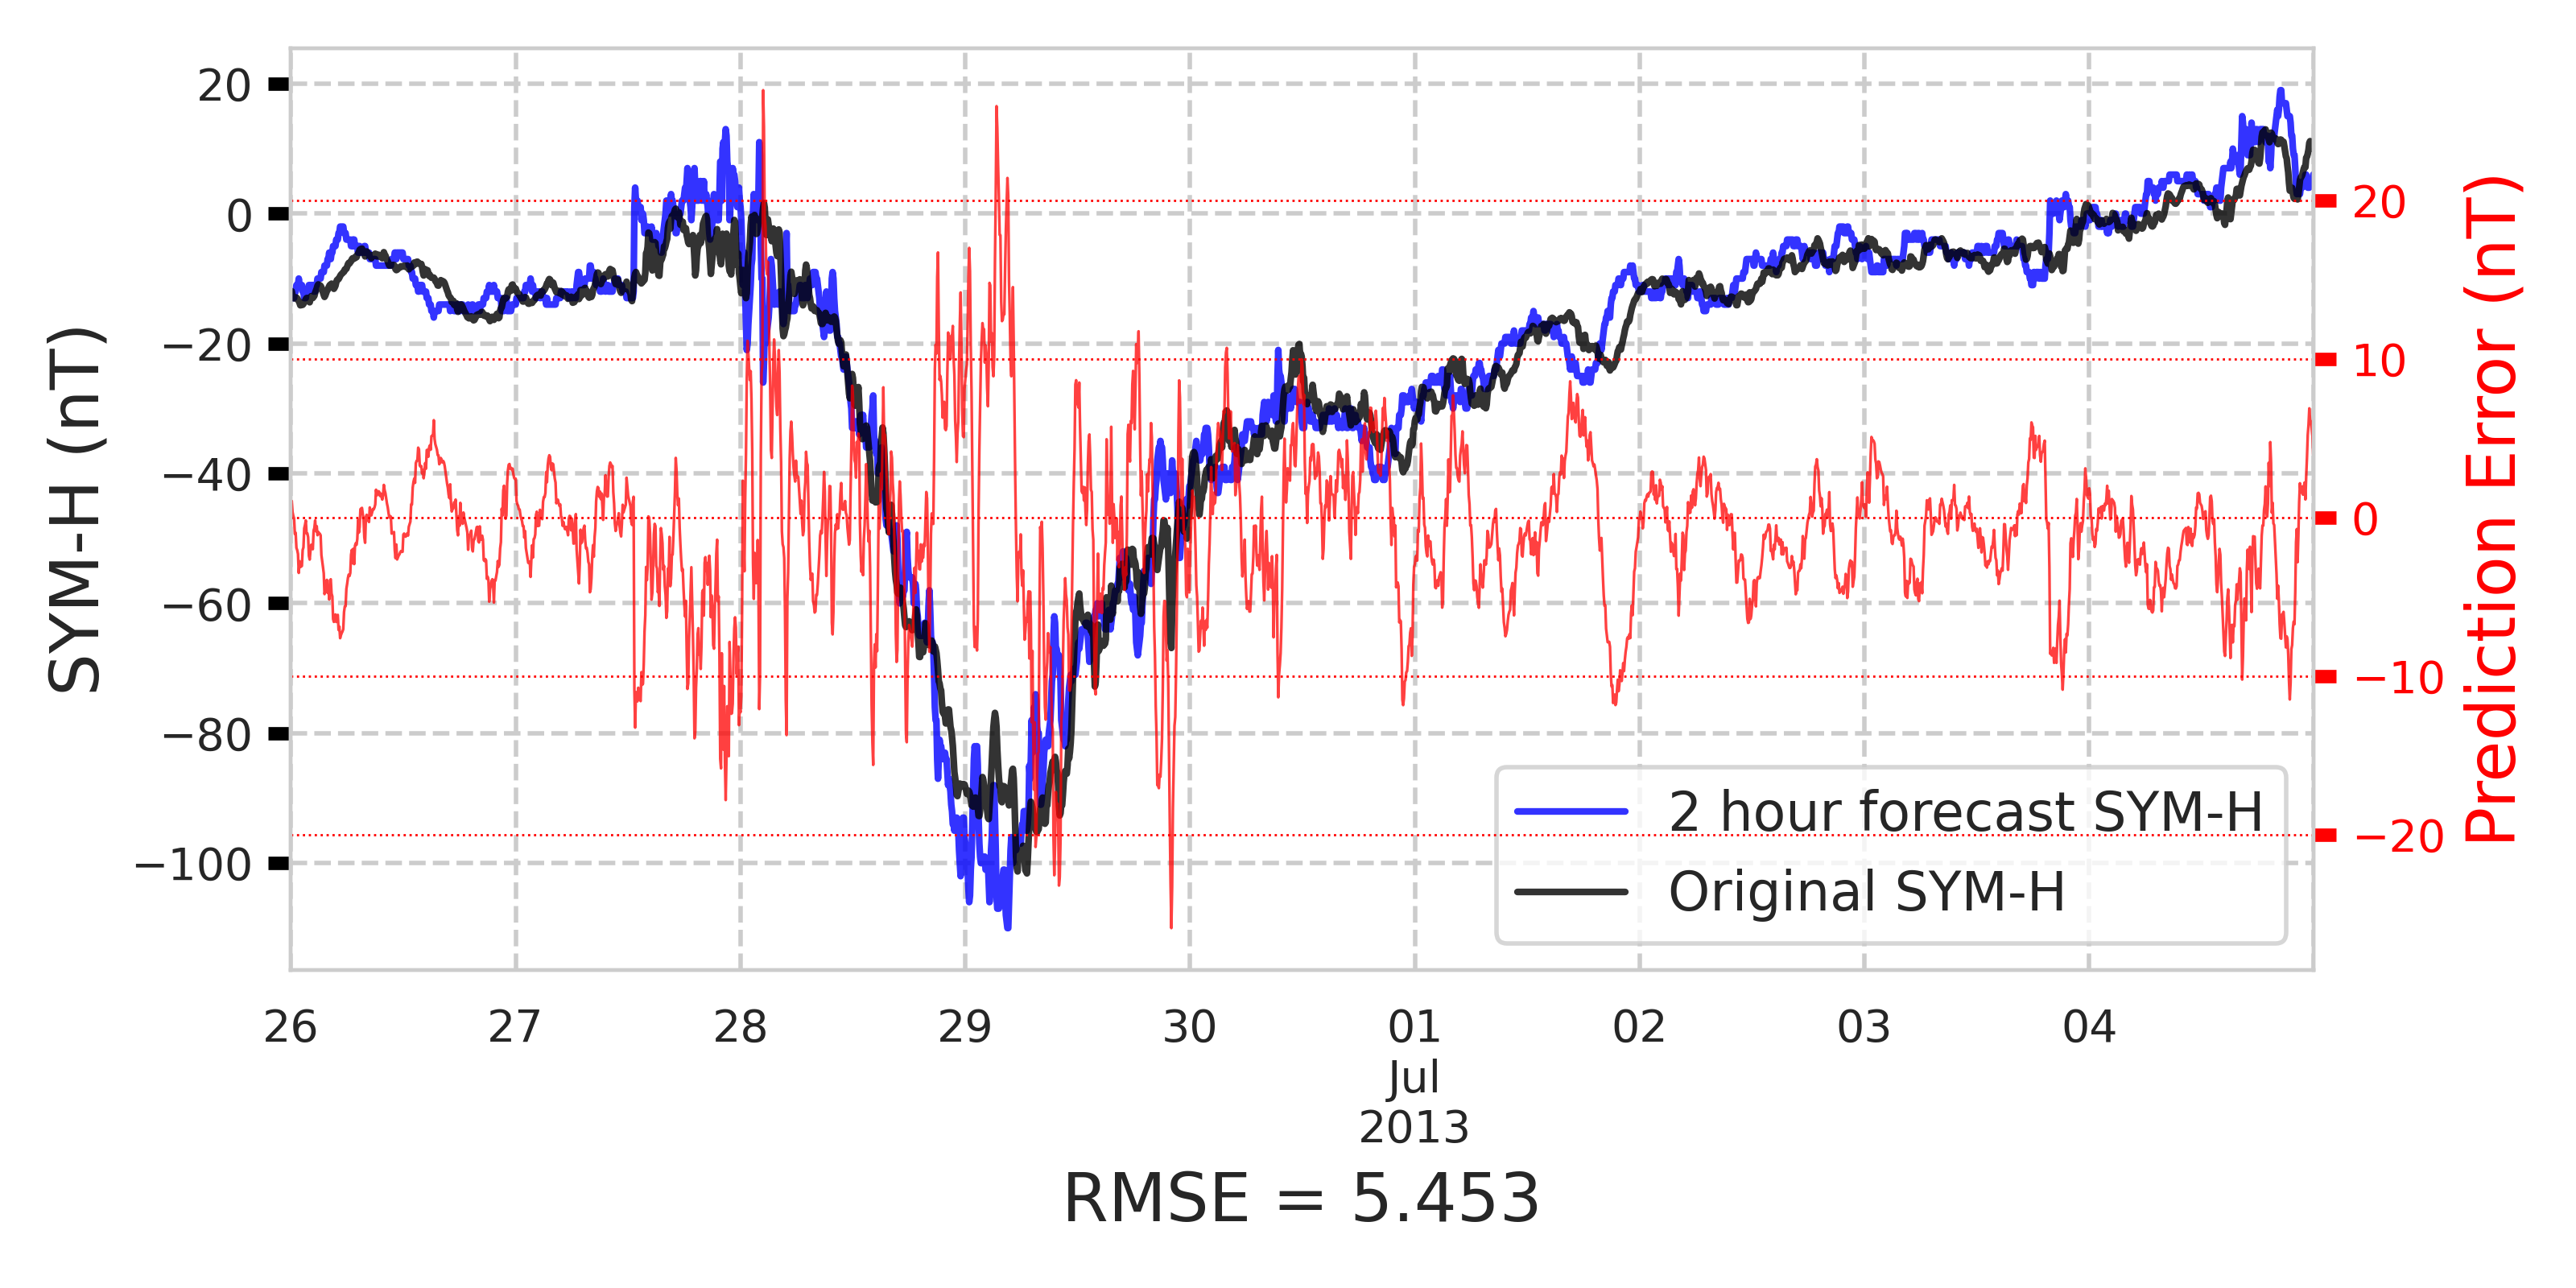 SYM-H (nT)
20
0
−20
−40
−60
−80
−100
Prediction Error (nT)
20
10
0
−10
−20
2 hour forecast SYM-H
Original SYM-H
26 27 28 29 30 01 02 03 04
Jul
2013
RMSE = 5.453